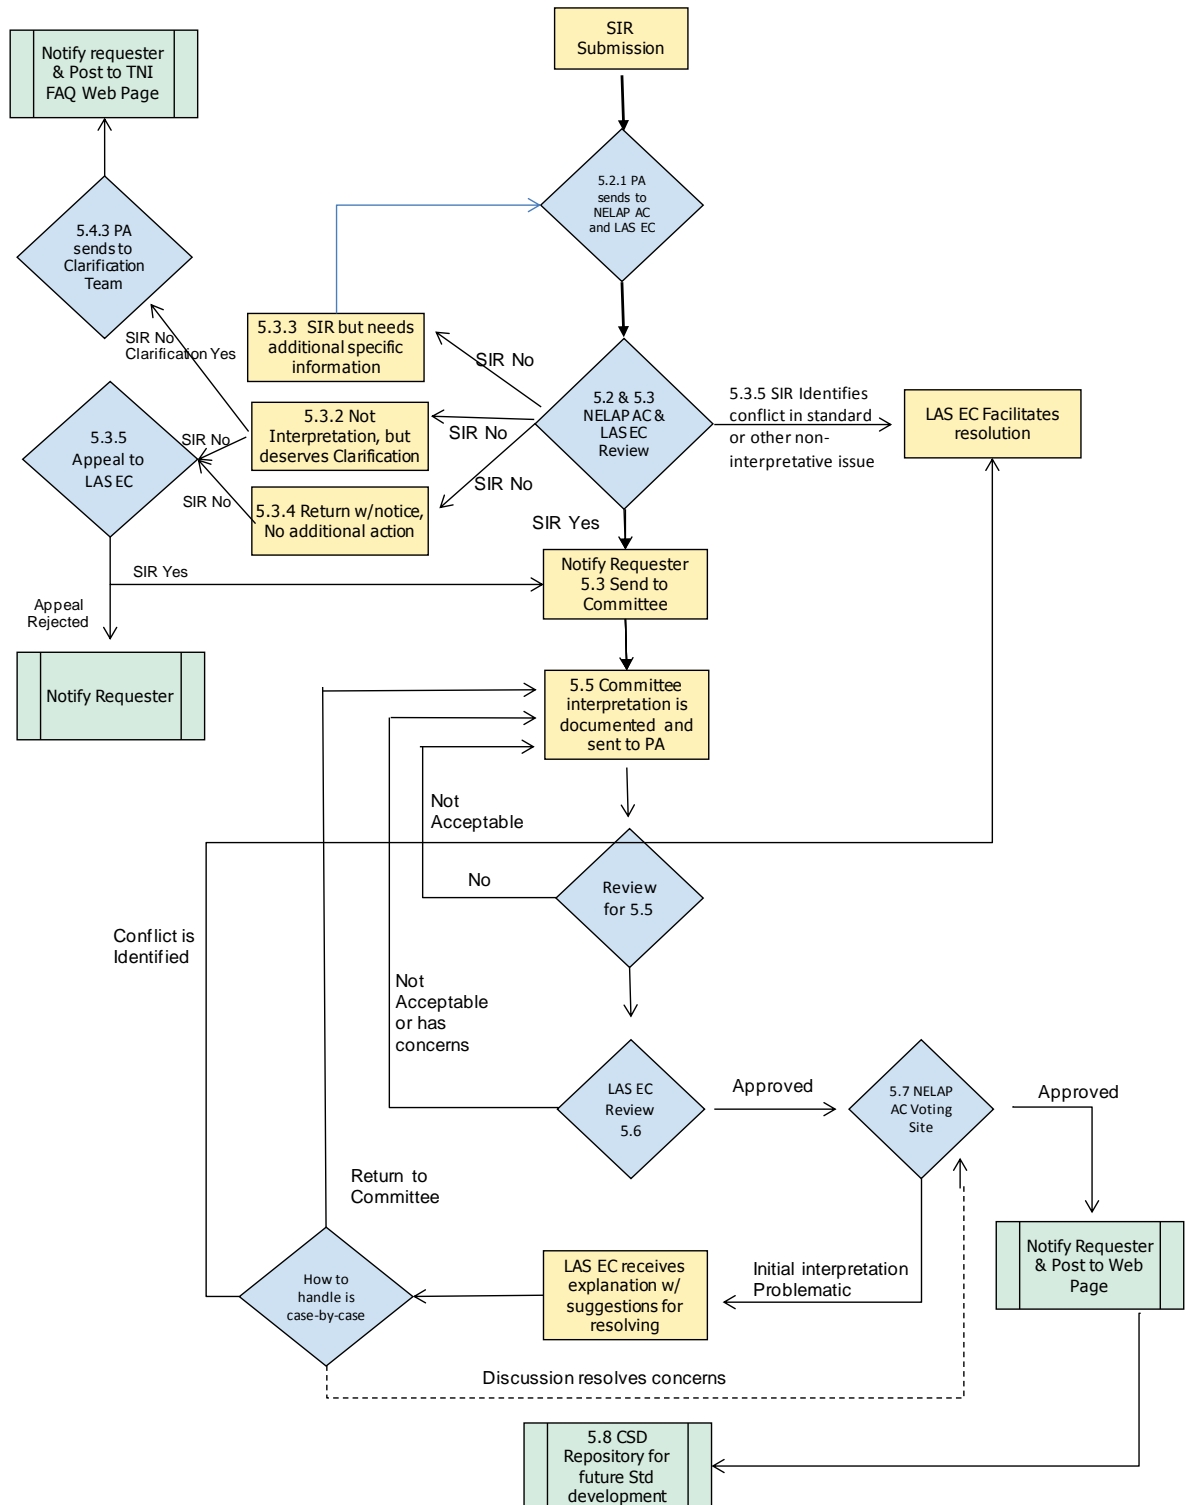 SIR
Submission
Notify requester
& Post to TNI
FAQ Web Page
5.2.1 PA
sends to
NELAP AC
and LAS EC
5.4.3 PA
sends to
Clarification
Team
SIR No
Clarification Yes
5.3.3 SIR but needs
additional specific
information
SIR No
5.2 & 5.3
NELAP AC &
LAS EC
Review
5.3.5 SIR Identifies
conflict in standard
or other non-
interpretative issue
LAS EC Facilitates
resolution
5.3.5
Appeal to
LAS EC
SIR No
5.3.2 Not
Interpretation, but
deserves Clarification
SIR No
SIR No
5.3.4 Return w/notice,
No additional action
SIR No
SIR Yes
Notify Requester
5.3 Send to
Committee
SIR Yes
Appeal
Rejected
Notify Requester
5.5 Committee
interpretation is
documented and
sent to PA
Not
Acceptable
No
Review
for 5.5
Conflict is
Identified
Not
Acceptable
or has
concerns
LAS EC
Review
5.6
Approved
5.7 NELAP
AC Voting
Site
Approved
Return to
Committee
How to
handle is
case-by-case
LAS EC receives
explanation w/
suggestions for
resolving
Initial interpretation
Problematic
Notify Requester
& Post to Web
Page
Discussion resolves concerns
5.8 CSD
Repository for
future Std
development